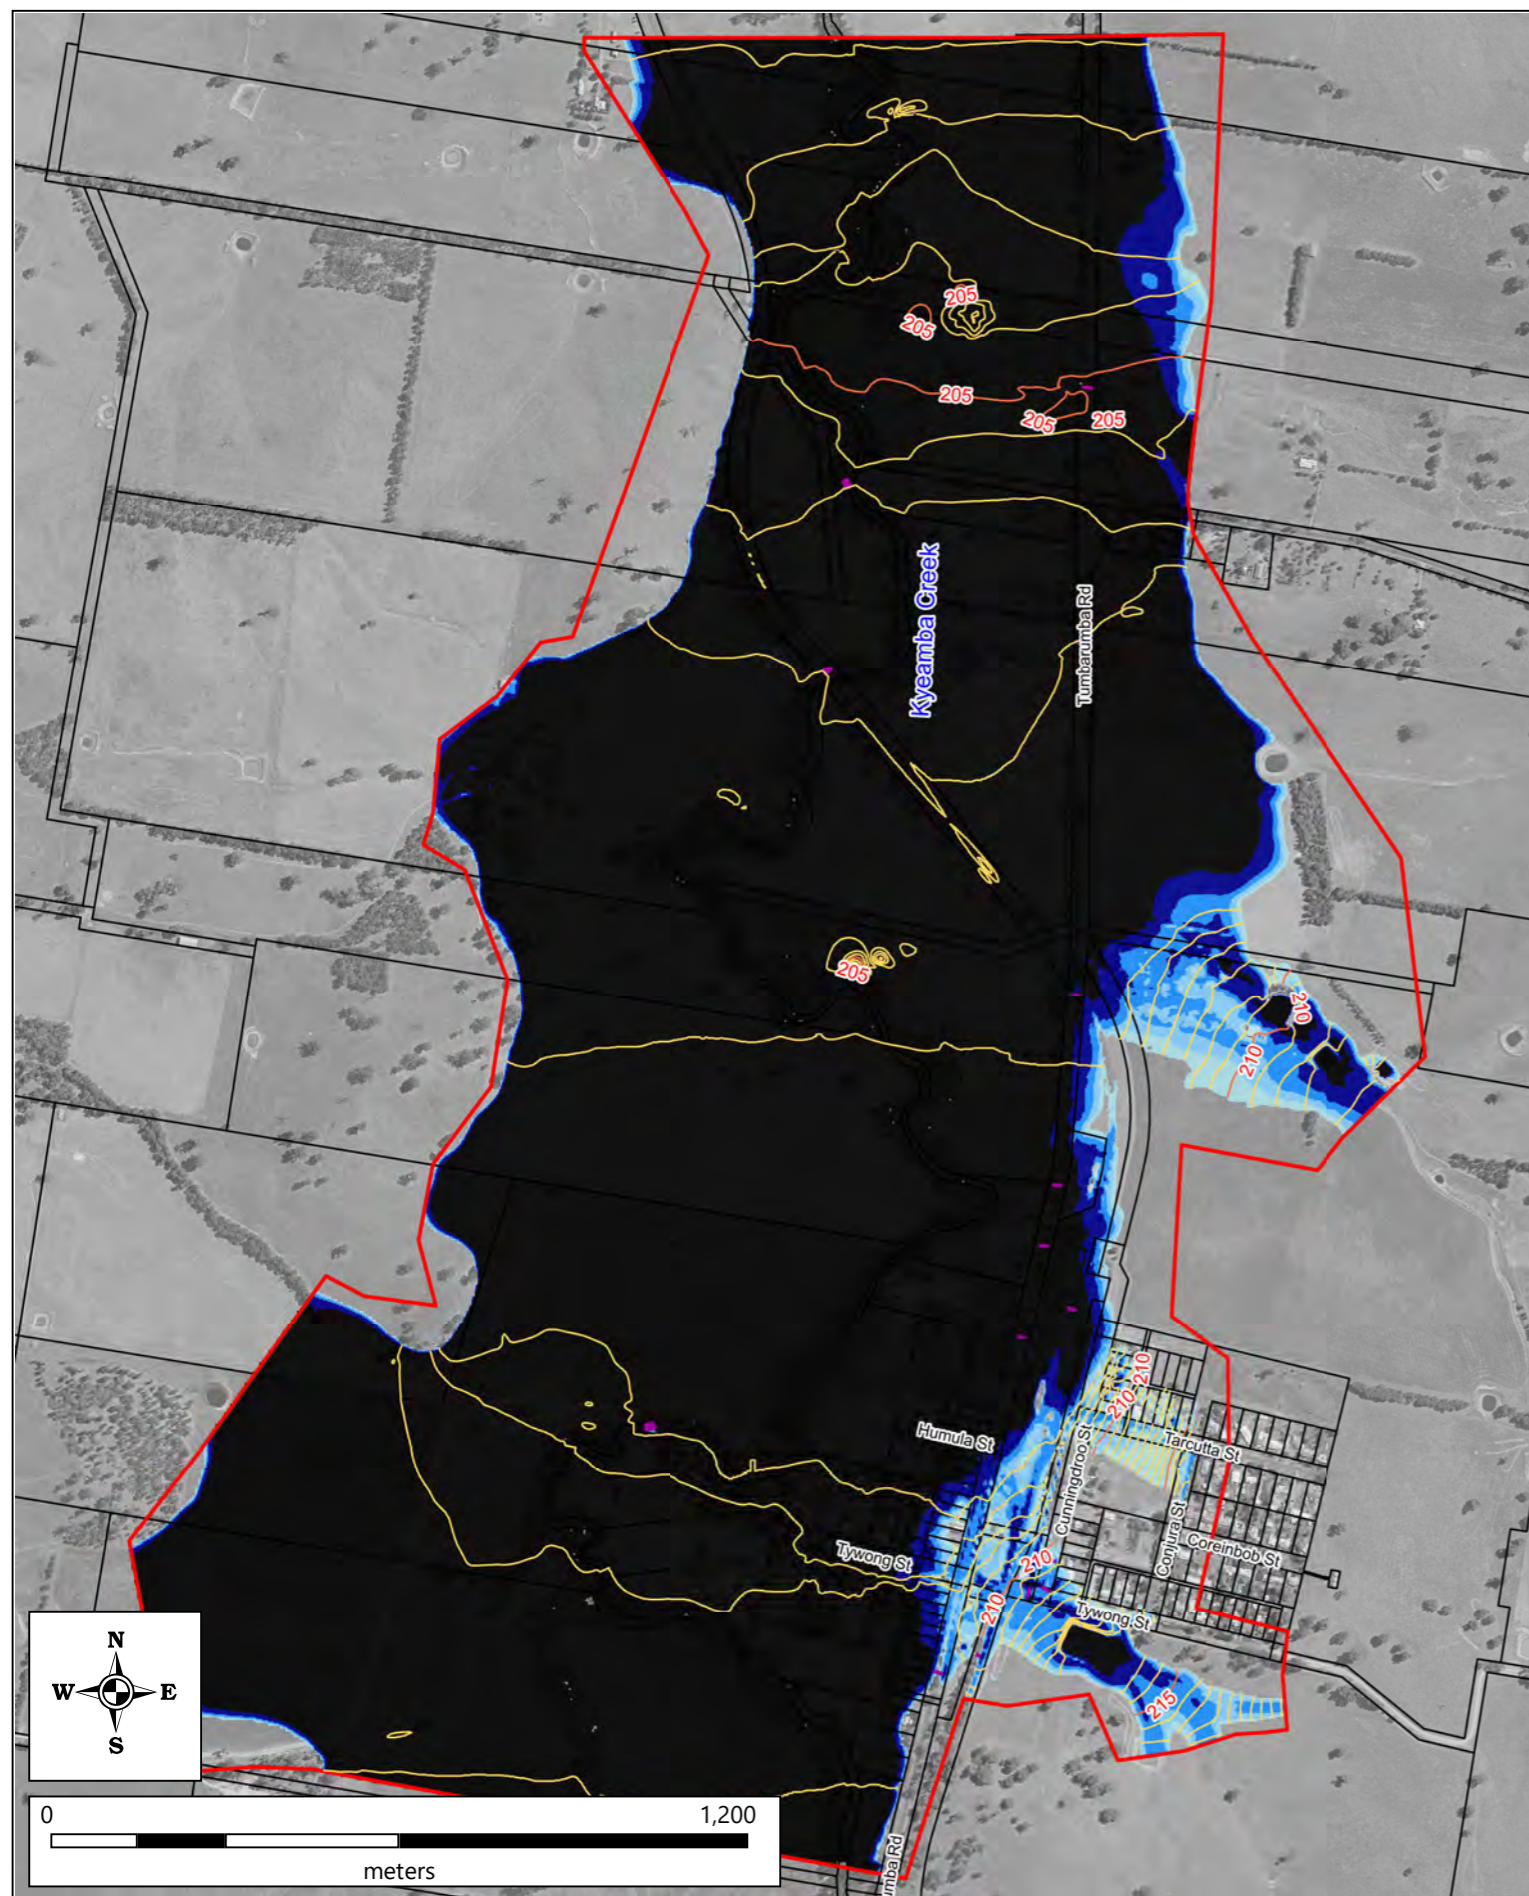 205
205
205
205
205
Kyeamba Creek
Tumbarumba Rd
205
210
210
210
210
Humula St
Cunningdroo St
Tarcutta St
Conjura St
Coreinbob St
Tywong St
210
210
Tywong St
215
N
W E
S
0 1,200
meters
umba Rd